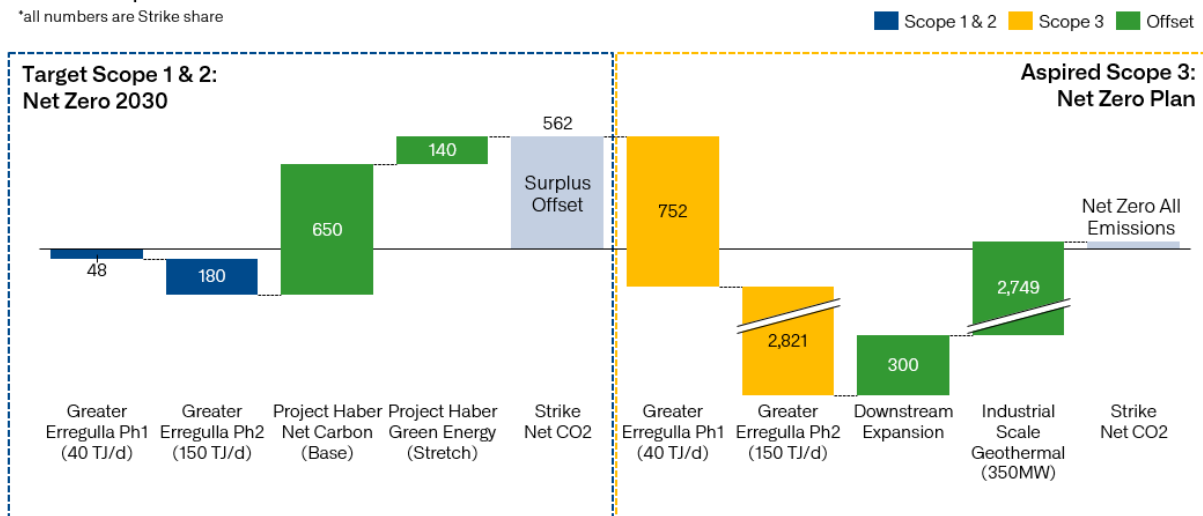 *all numbers are Strike share
Scope 1 & 2
Scope 3
Offset
Target Scope 1 & 2:
Net Zero 2030
Aspired Scope 3:
Net Zero Plan
48
180
650
140
562
Surplus
Offset
752
2,821
300
2,749
Net Zero All
Emissions
Greater
Erregulla Ph1
(40 TJ/d)
Greater
Erregulla Ph2
(150 TJ/d)
Project Haber
Net Carbon
(Base)
Project Haber
Green Energy
(Stretch)
Strike
Net CO2
Greater
Erregulla Ph1
(40 TJ/d)
Greater
Erregulla Ph2
(150 TJ/d)
Downstream
Expansion
Industrial
Scale
Geothermal
(350MW)
Strike
Net CO2